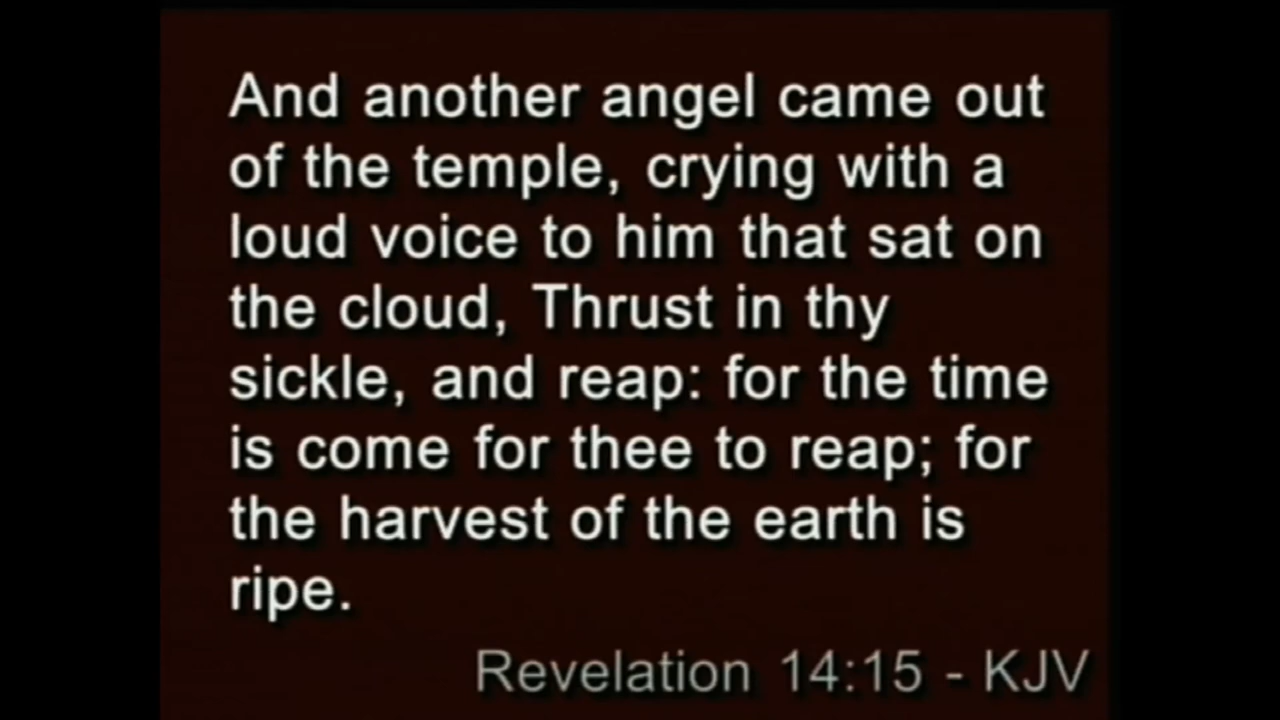 And another angel came out
of the temple, crying with a
loud voice to him that sat on
the cloud, Thrust in thy
sickle, and reap: for the time
is come for thee to reap; for
the harvest of the earth is
ripe.
Revelation 14:15 - KJV